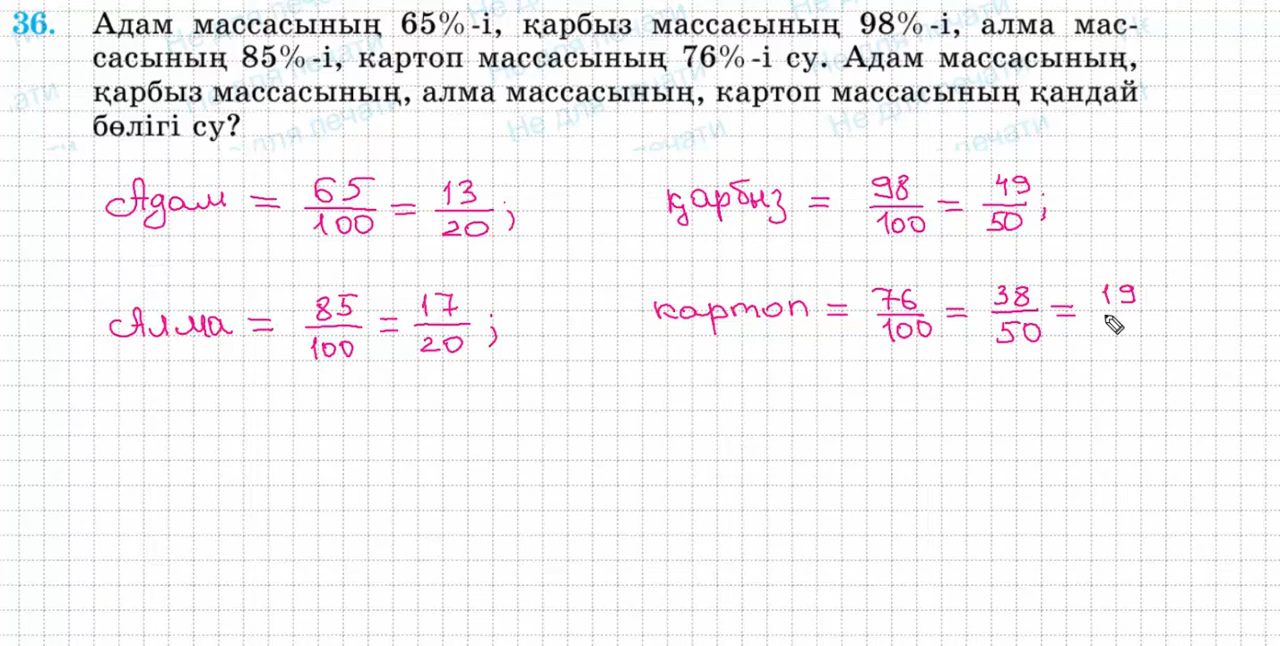 36. Адам массасының 65%-і, қарбыз массасының 98%-і, алма мас-
сасының 85%-і, картоп массасының 76%-і су. Адам массасының,
қарбыз массасының, алма массасының, картоп массасының қандай
бөлігі су?
Адам = 65/100 = 13/20; қарбыз = 98/100 = 49/50;
Алма = 85/100 = 17/20; картоп = 76/100 = 38/50 = 19